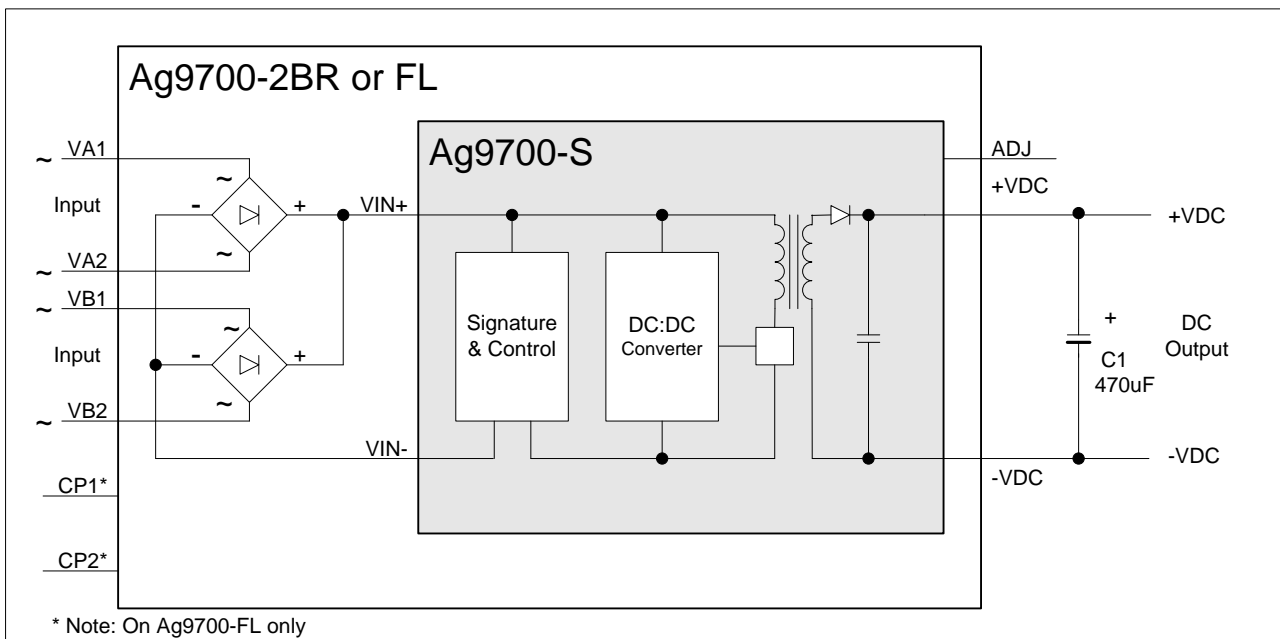 Ag9700-2BR or FL
Ag9700-S
~ VA1
Input
~ VA2
~ VB1
Input
~ VB2
CP1*
CP2*
~
- +
~
~
- +
~
VIN+
VIN-
Signature
& Control
DC:DC
Converter
ADJ
+VDC
-VDC
+VDC
+
C1
470uF
DC
Output
-VDC
* Note: On Ag9700-FL only